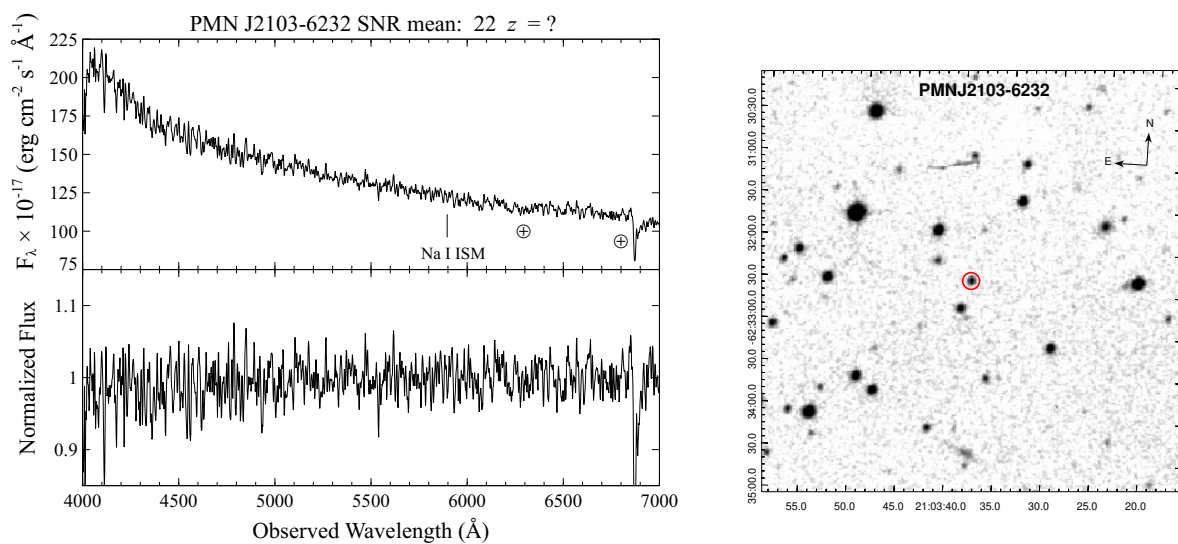 PMN J2103-6232 SNR mean: 22 z = ?
F_λ × 10⁻¹⁷ (erg cm⁻² s⁻¹ Å⁻¹)
225
200
175
150
125
100
75
Na I ISM
1.1
1
0.9
Normalized Flux
4000 4500 5000 5500 6000 6500 7000
Observed Wavelength (Å)
PMNJ2103-6232
N
E
30:30.0
31:00.0
30.0
32:00.0
30.0
-62:33:00.0
30.0
34:00.0
30.0
35:00.0
55.0 50.0 45.0 21:03:40.0 35.0 30.0 25.0 20.0